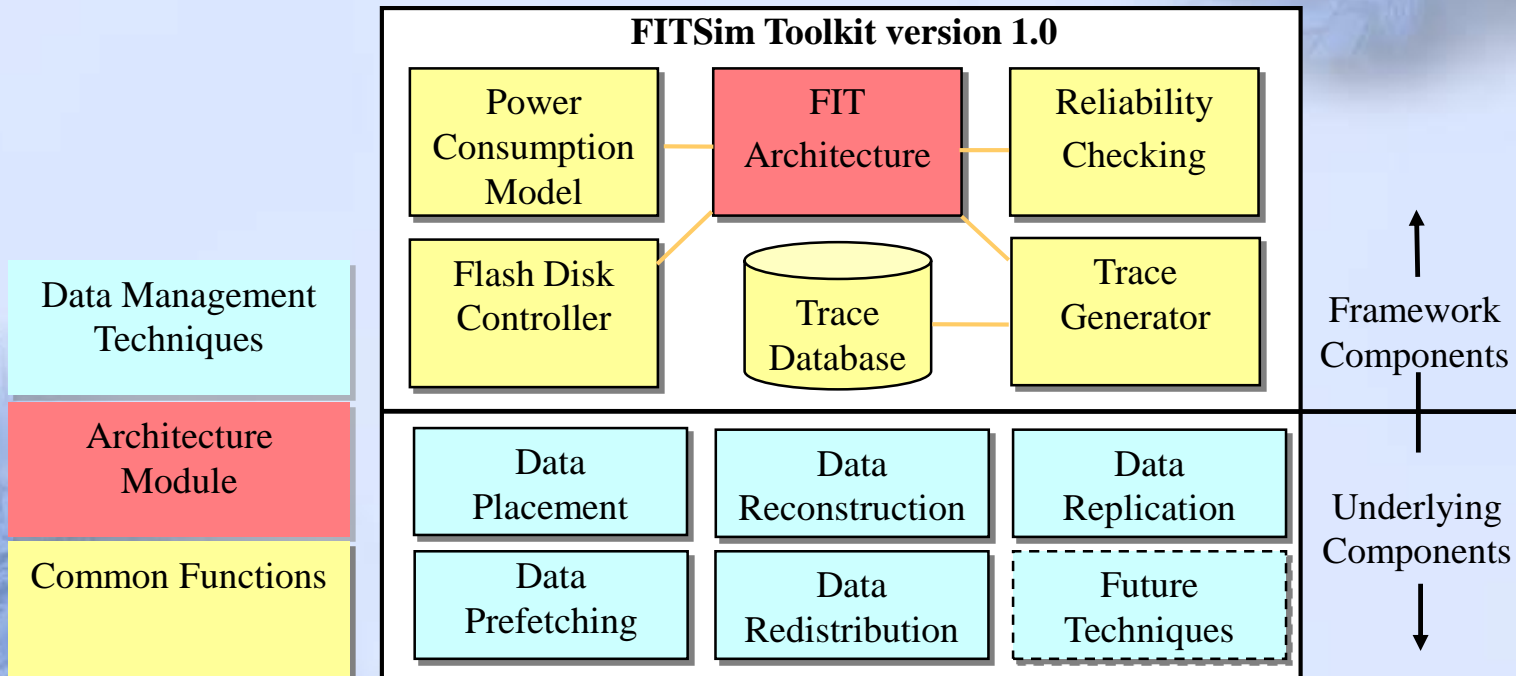 FITSim Toolkit version 1.0
Power
Consumption
Model
FIT
Architecture
Reliability
Checking
Flash Disk
Controller
Trace
Database
Trace
Generator
Data Management
Techniques
Architecture
Module
Common Functions
Framework
Components
Data
Placement
Data
Reconstruction
Data
Replication
Data
Prefetching
Data
Redistribution
Future
Techniques
Underlying
Components